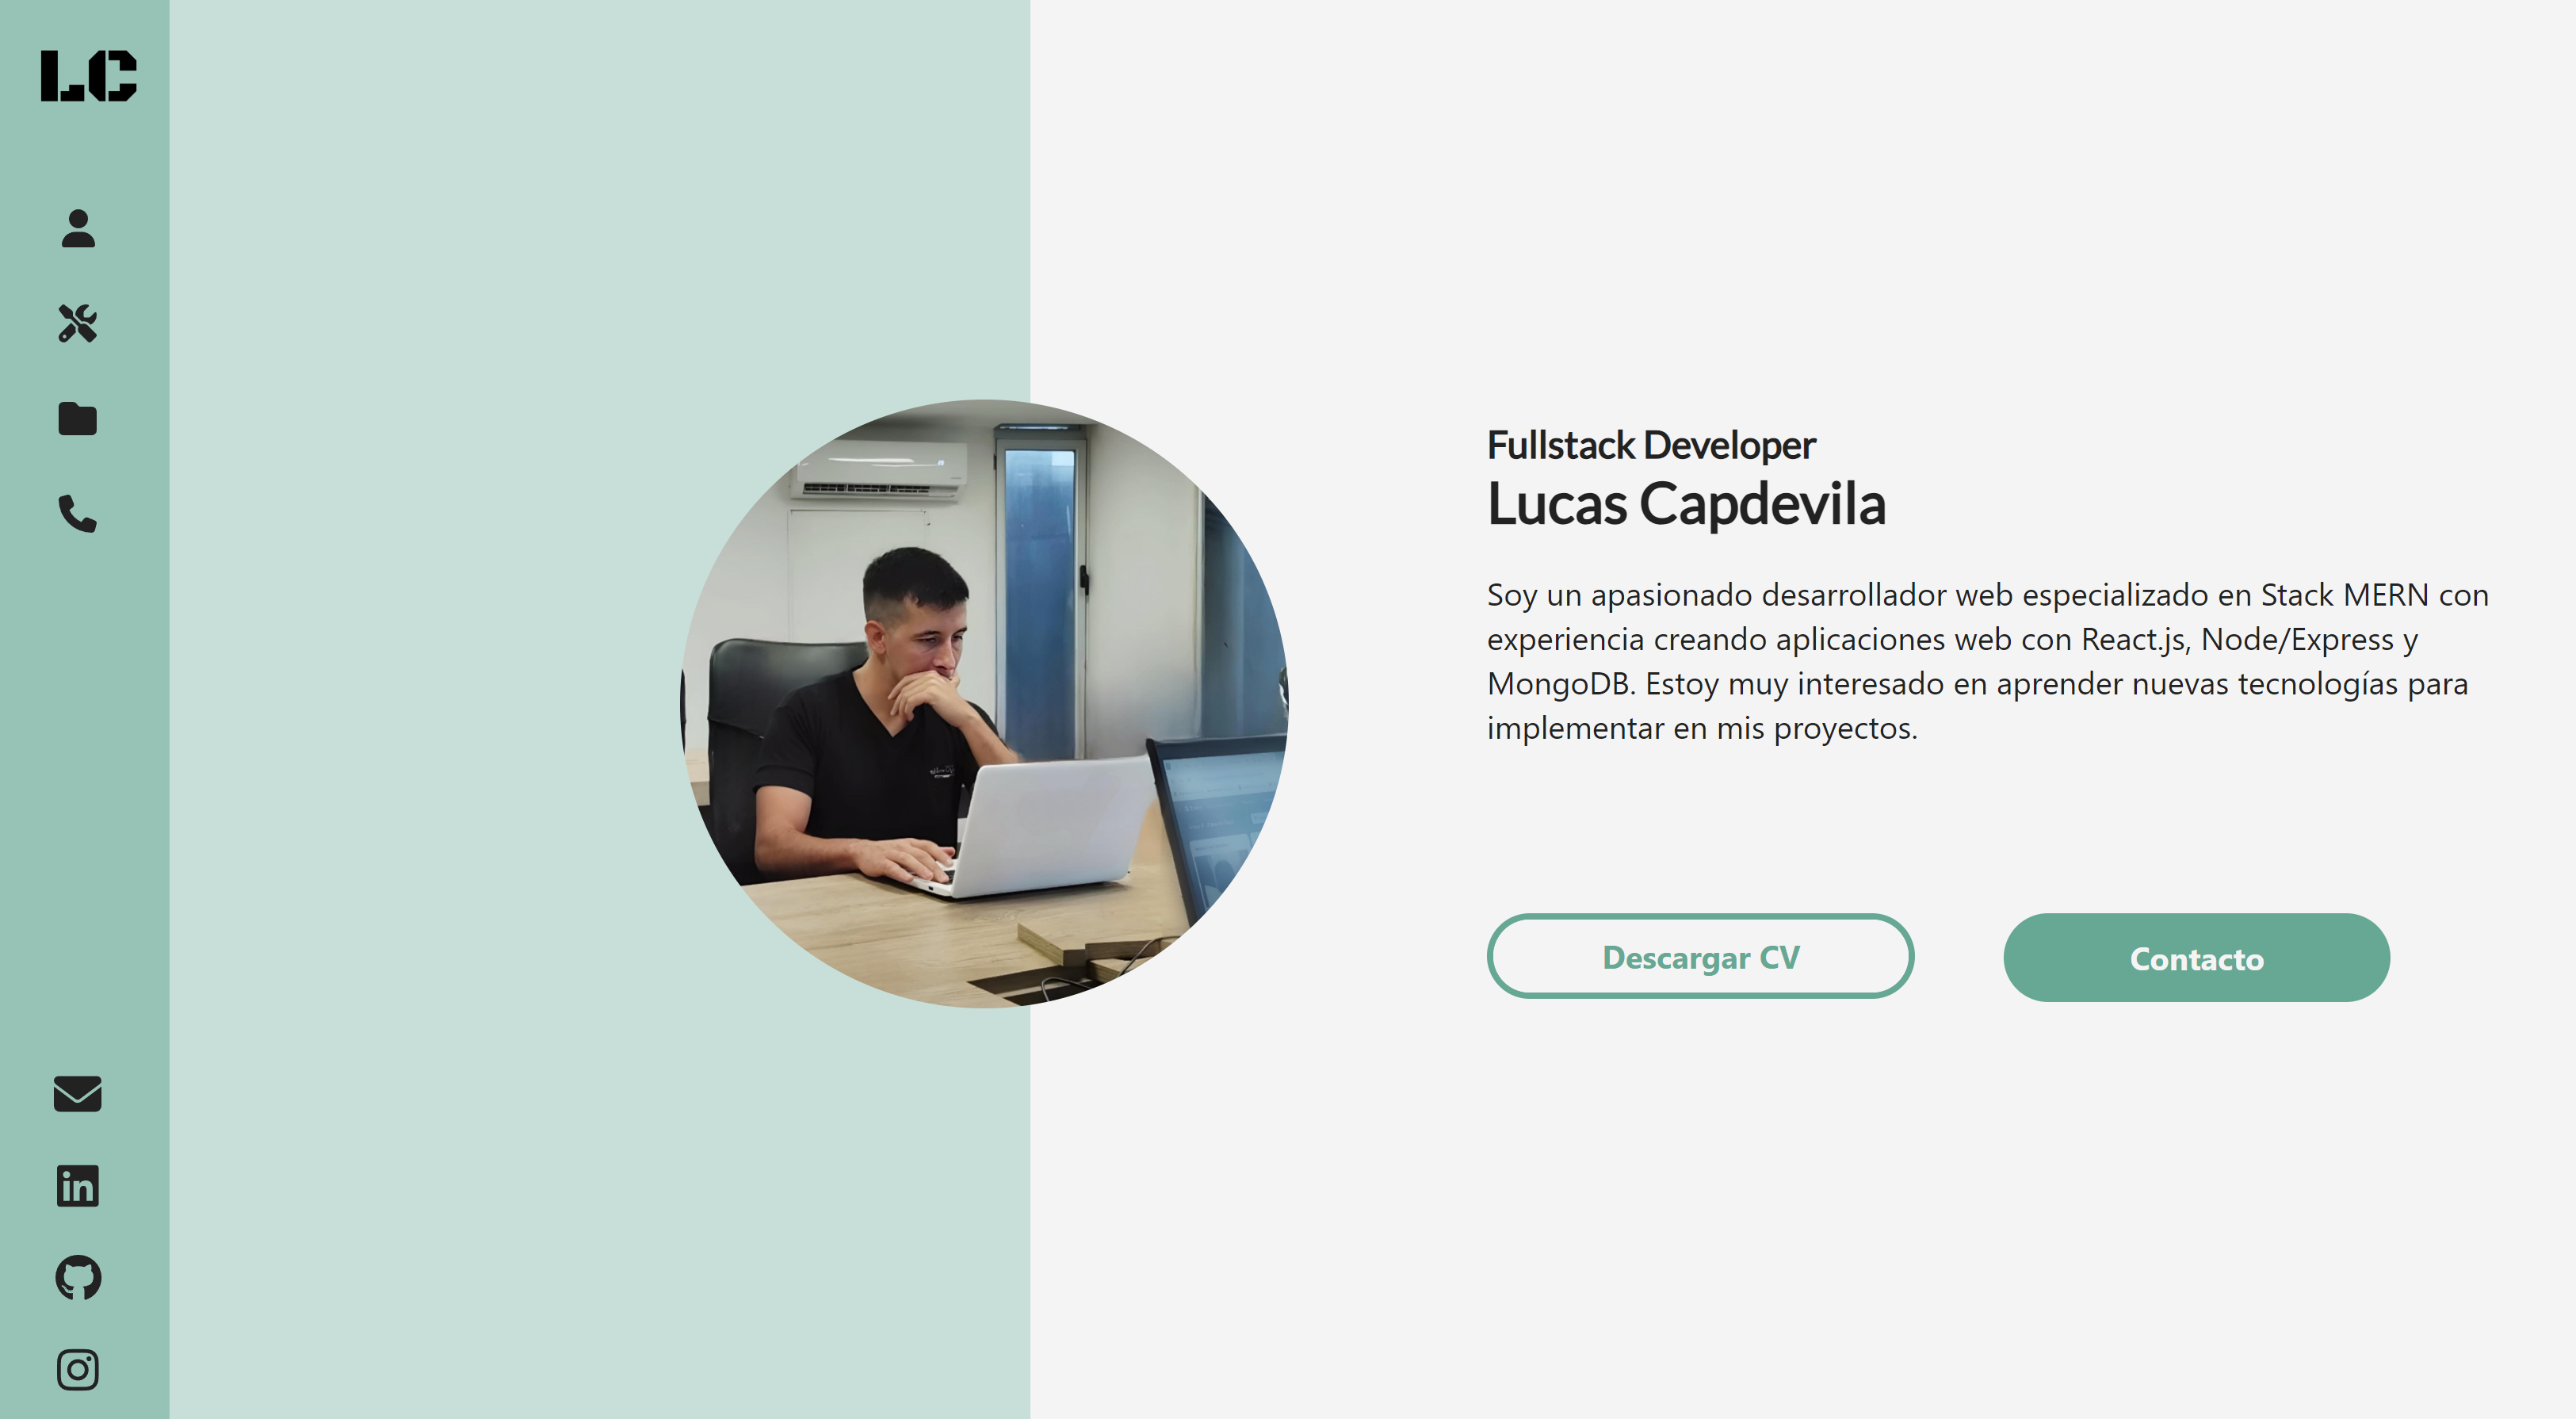 LC
Fullstack Developer
Lucas Capdevila
Soy un apasionado desarrollador web especializado en Stack MERN con
experiencia creando aplicaciones web con React.js, Node/Express y
MongoDB. Estoy muy interesado en aprender nuevas tecnologías para
implementar en mis proyectos.
Descargar CV
Contacto
in